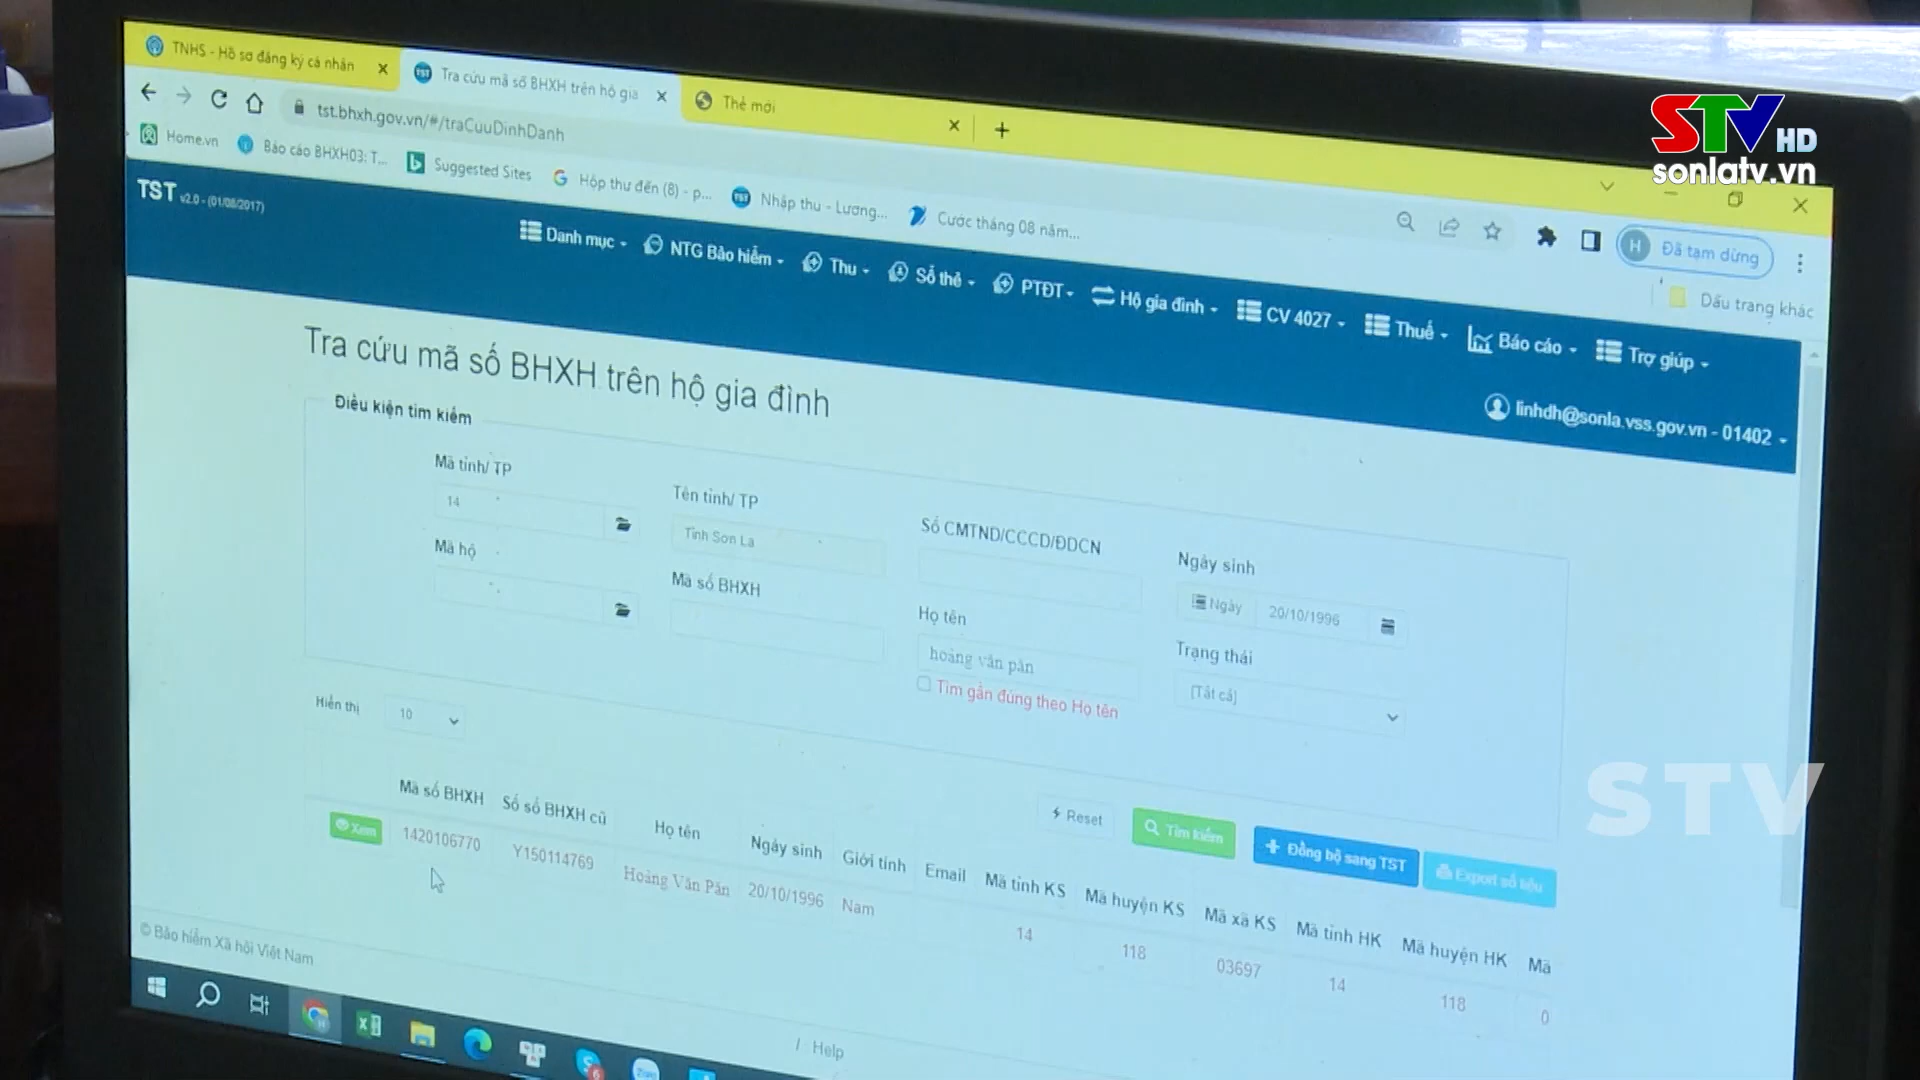 TNHS - Hồ sơ đăng ký cá nhân
Tra cứu mã số BHXH trên hộ gia
Thẻ mới
STV HD
sonlatv.vn
tst.bhxh.gov.vn/#/traCuuDinhDanh
Đã tạm dừng
H
Home.vn
Báo cáo BHXH03: T...
Suggested Sites
Hộp thư đến (8) - p...
Nhập thu - Lương...
Cước tháng 08 năm...
Dấu trang khác
TST v2.0 - (01/08/2017)
Danh mục
NTG Bảo hiểm
Thu
Sổ thẻ
PTĐT
Hộ gia đình
CV 4027
Thuế
Báo cáo
Trợ giúp
linhdh@sonla.vss.gov.vn - 01402
Tra cứu mã số BHXH trên hộ gia đình
Điều kiện tìm kiếm
Mã tỉnh/ TP
Tên tỉnh/ TP
Số CMTND/CCCD/ĐDCN
Ngày sinh
14
Tỉnh Sơn La
Ngày 20/10/1996
Mã hộ
Mã số BHXH
Họ tên
Trạng thái
hoàng văn păn
[Tất cả]
Tìm gần đúng theo Họ tên
Hiển thị 10
Reset
Tìm kiếm
Đồng bộ sang TST
Export số liệu
STV
Mã số BHXH Số sổ BHXH cũ Họ tên Ngày sinh Giới tính Email Mã tỉnh KS Mã huyện KS Mã xã KS Mã tỉnh HK Mã huyện HK Mã
Xem 1420106770 Y150114769 Hoàng Văn Păn 20/10/1996 Nam 14 118 03697 14 118 0
© Bảo hiểm Xã hội Việt Nam
/ Help
Zalo
6